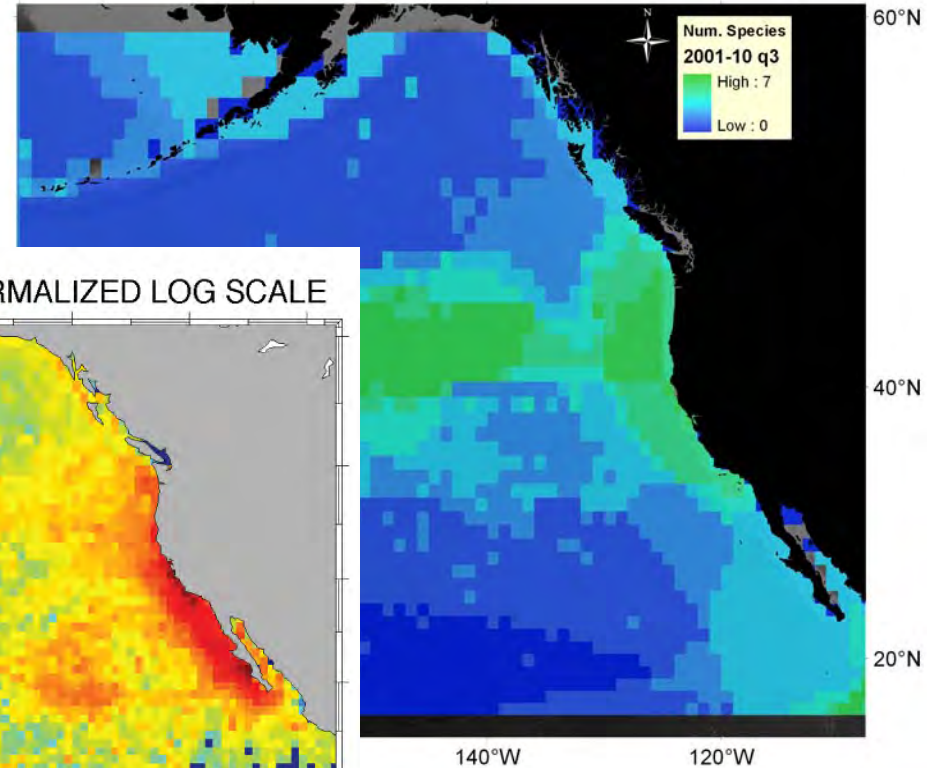 N
Num. Species
2001-10 q3
High : 7
Low : 0
60°N
RMALIZED LOG SCALE
40°N
20°N
140°W
120°W